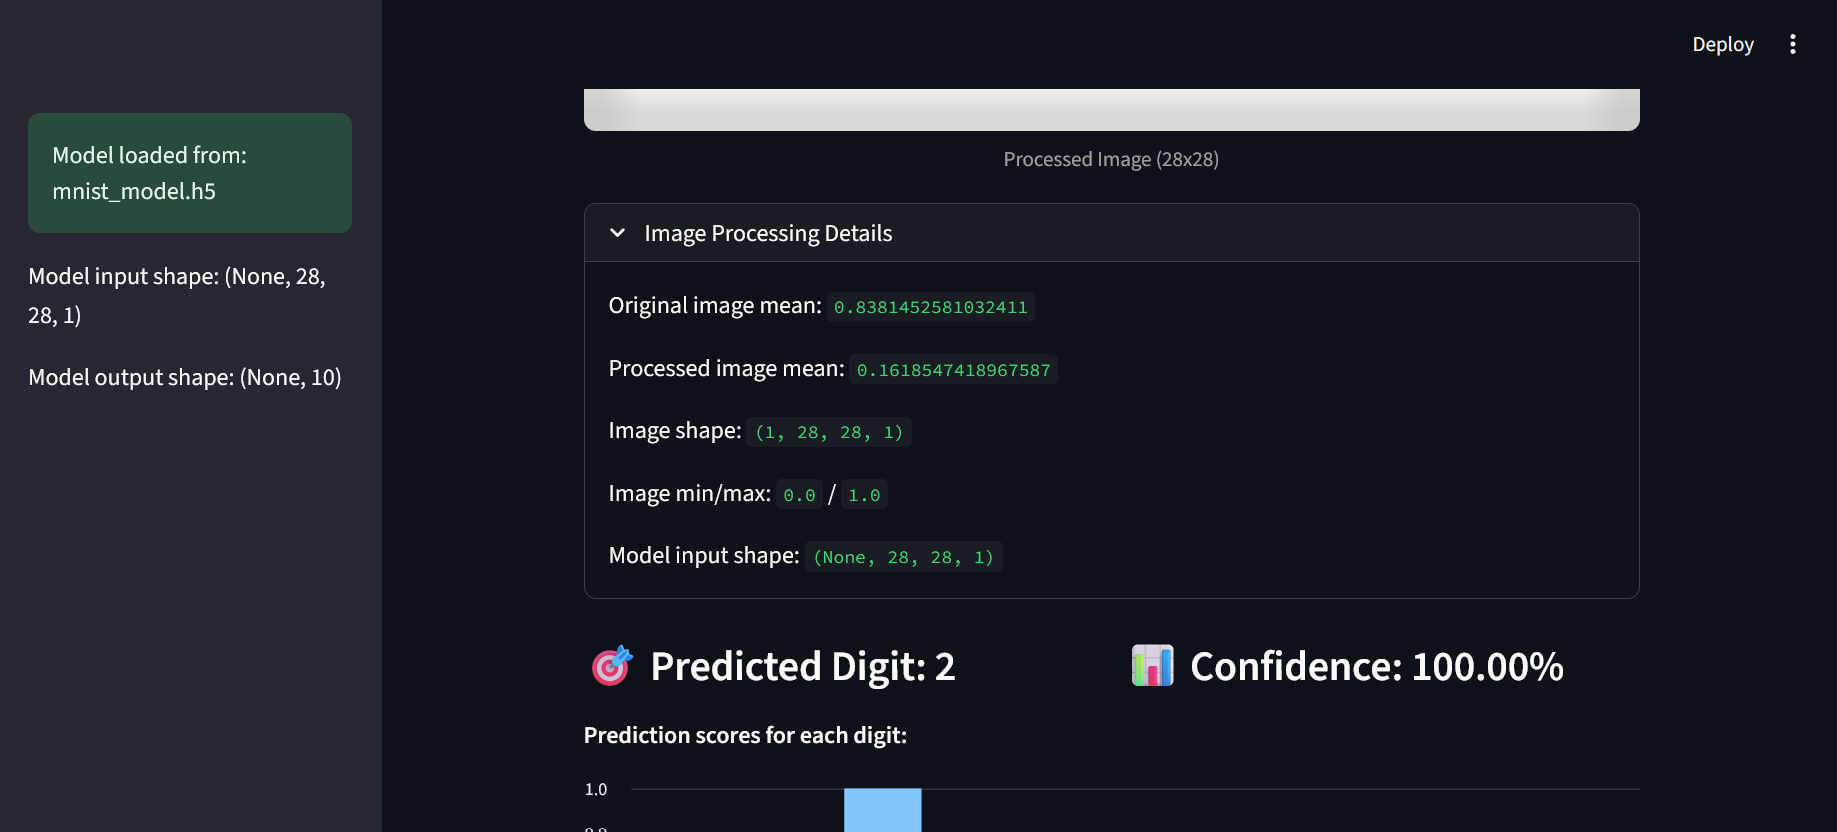 Deploy
Model loaded from:
mnist_model.h5
Model input shape: (None, 28,
28, 1)
Model output shape: (None, 10)
Processed Image (28x28)
Image Processing Details
Original image mean: 0.8381452581032411
Processed image mean: 0.1618547418967587
Image shape: (1, 28, 28, 1)
Image min/max: 0.0 / 1.0
Model input shape: (None, 28, 28, 1)
Predicted Digit: 2
Confidence: 100.00%
Prediction scores for each digit:
1.0